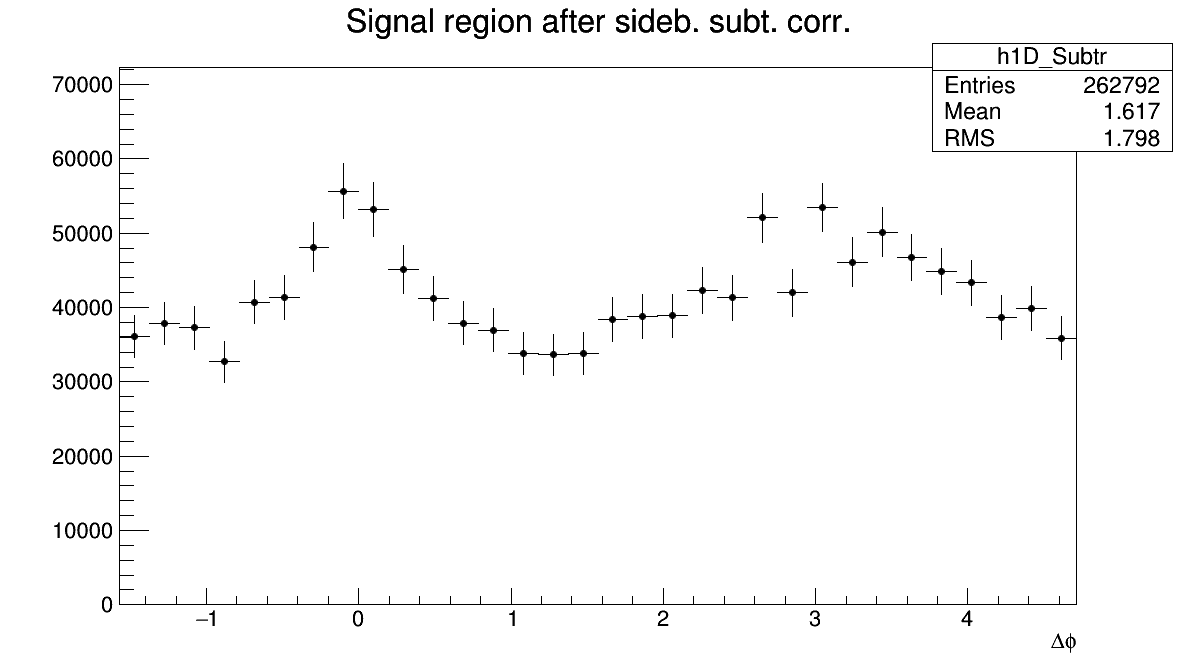 Signal region after sideb. subt. corr.
h1D_Subtr
Entries 262792
Mean 1.617
RMS 1.798
70000
60000
50000
40000
30000
20000
10000
0
−1 0 1 2 3 4
Δϕ